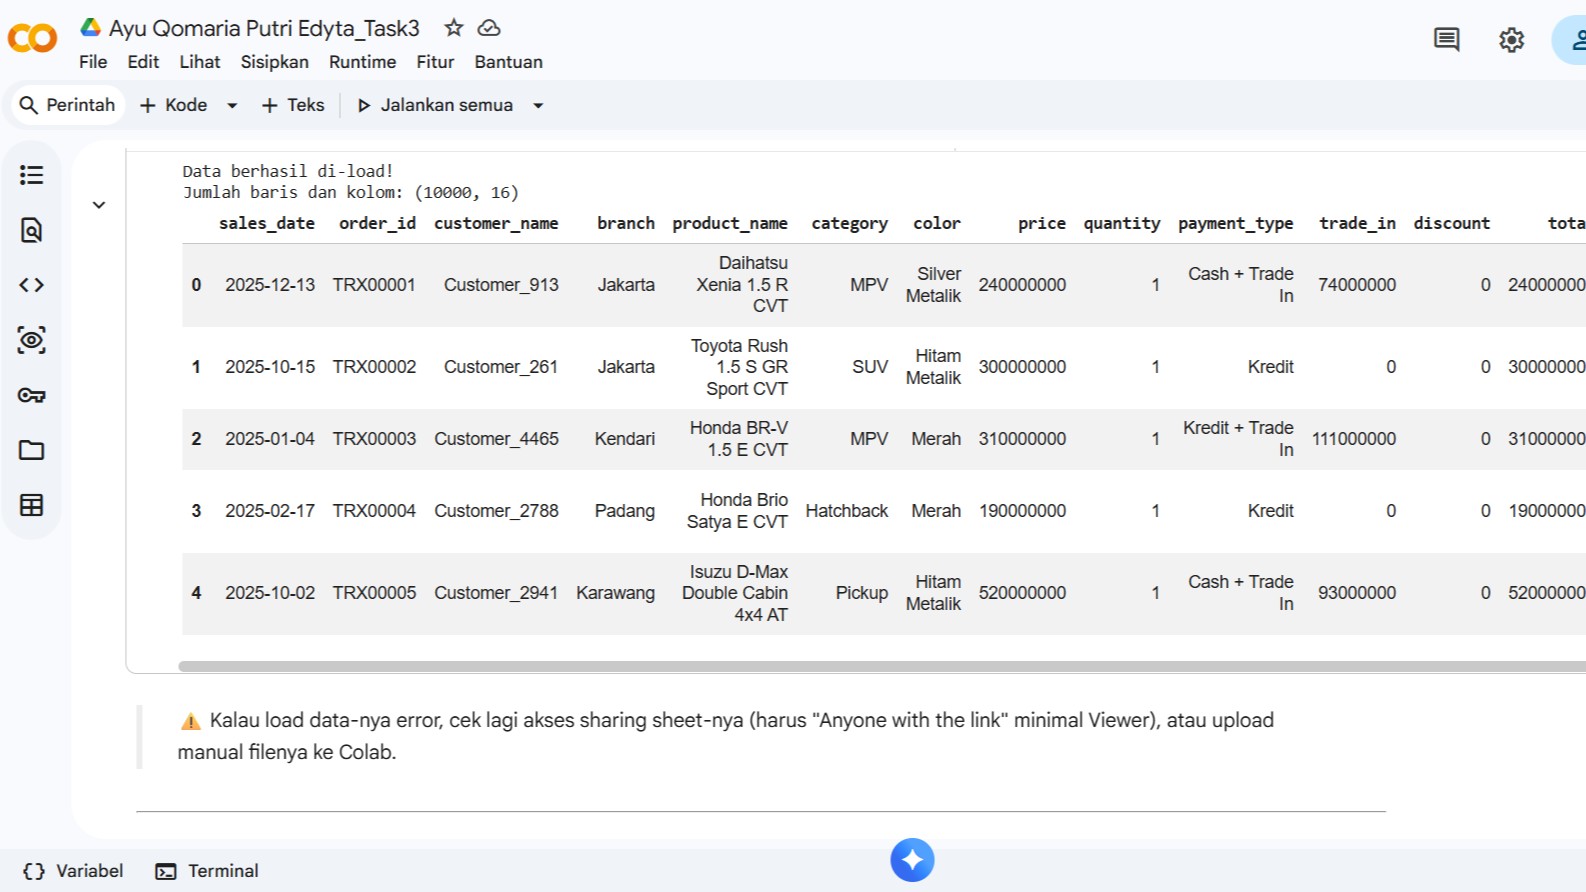 Ayu Qomaria Putri Edyta_Task3
File Edit Lihat Sisipkan Runtime Fitur Bantuan
Perintah + Kode + Teks Jalankan semua
Data berhasil di-load!
Jumlah baris dan kolom: (10000, 16)
sales_date order_id customer_name branch product_name category color price quantity payment_type trade_in discount tota
0 2025-12-13 TRX00001 Customer_913 Jakarta Daihatsu Xenia 1.5 R CVT MPV Silver Metalik 240000000 1 Cash + Trade In 74000000 0 24000000
1 2025-10-15 TRX00002 Customer_261 Jakarta Toyota Rush 1.5 S GR Sport CVT SUV Hitam Metalik 300000000 1 Kredit 0 0 30000000
2 2025-01-04 TRX00003 Customer_4465 Kendari Honda BR-V 1.5 E CVT MPV Merah 310000000 1 Kredit + Trade In 111000000 0 31000000
3 2025-02-17 TRX00004 Customer_2788 Padang Honda Brio Satya E CVT Hatchback Merah 190000000 1 Kredit 0 0 19000000
4 2025-10-02 TRX00005 Customer_2941 Karawang Isuzu D-Max Double Cabin 4x4 AT Pickup Hitam Metalik 520000000 1 Cash + Trade In 93000000 0 52000000
⚠️ Kalau load data-nya error, cek lagi akses sharing sheet-nya (harus "Anyone with the link" minimal Viewer), atau upload
manual filenya ke Colab.
Variabel Terminal